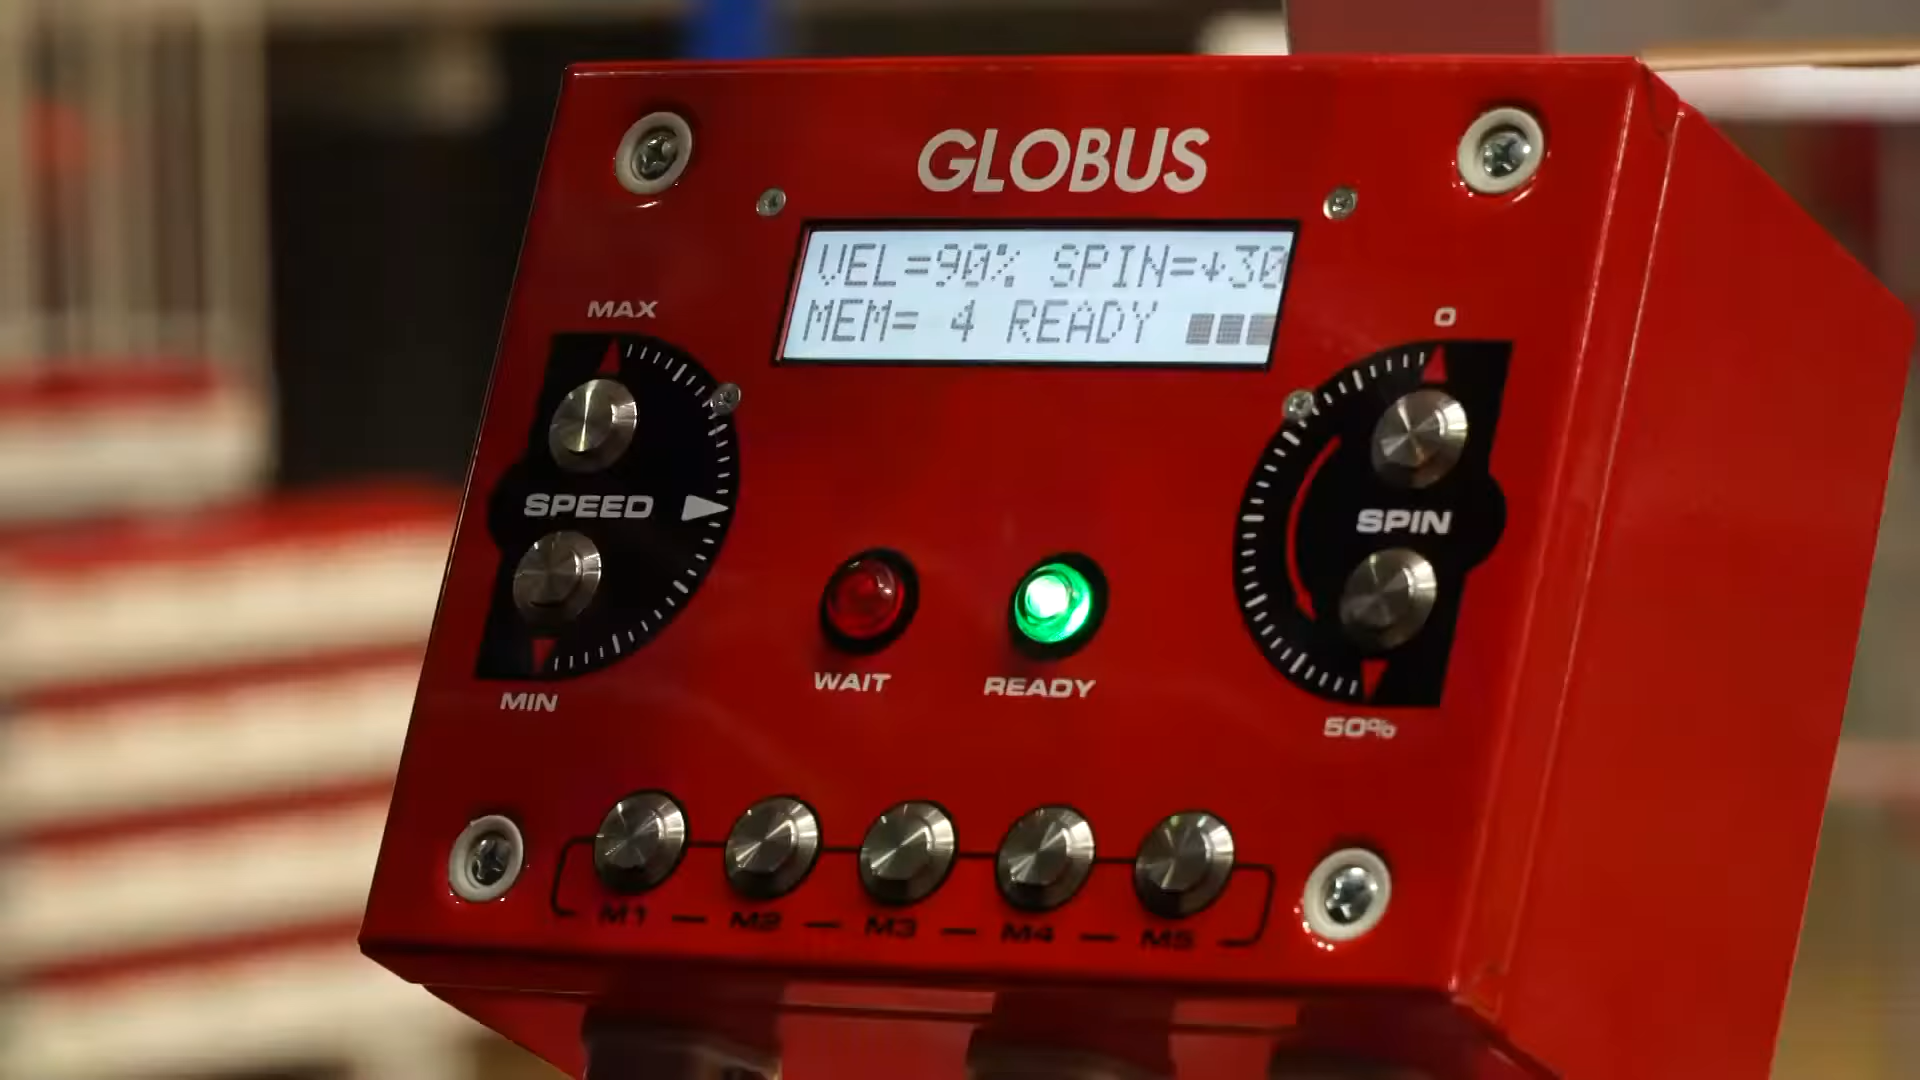 GLOBUS
VEL=90% SPIN=+30
MEM= 4 READY
MAX
0
SPEED
SPIN
WAIT
READY
MIN
50%
M1 M2 M3 M4 M5